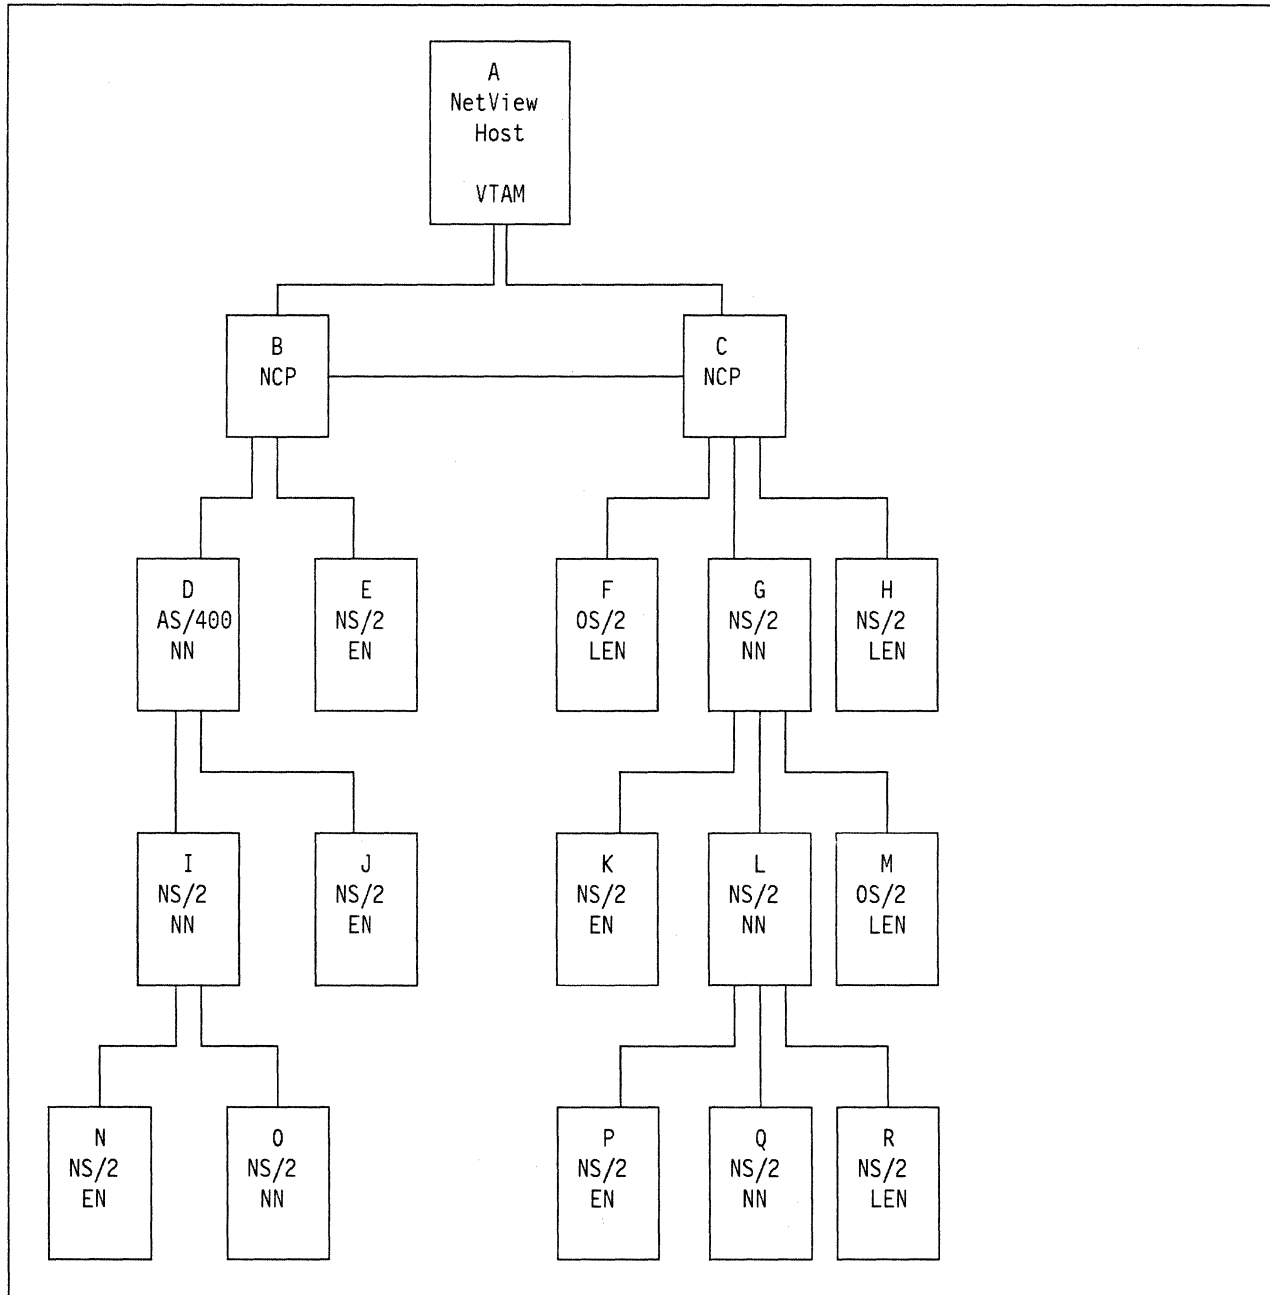 A
NetView
Host
VTAM
B
NCP
C
NCP
D
AS/400
NN
E
NS/2
EN
F
OS/2
LEN
G
NS/2
NN
H
NS/2
LEN
I
NS/2
NN
J
NS/2
EN
K
NS/2
EN
L
NS/2
NN
M
OS/2
LEN
N
NS/2
EN
O
NS/2
NN
P
NS/2
EN
Q
NS/2
NN
R
NS/2
LEN